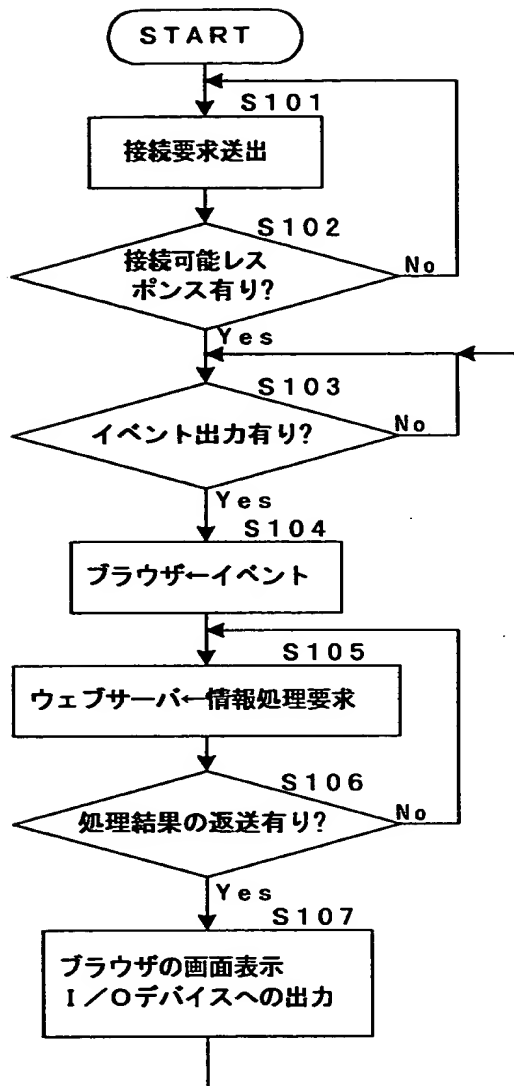 START
S101
接続要求送出
S102
接続可能レス
ポンス有り?
No
Yes
S103
イベント出力有り?
No
Yes
S104
ブラウザ←イベント
S105
ウェブサーバ←情報処理要求
S106
処理結果の返送有り?
No
Yes
S107
ブラウザの画面表示
I/Oデバイスへの出力